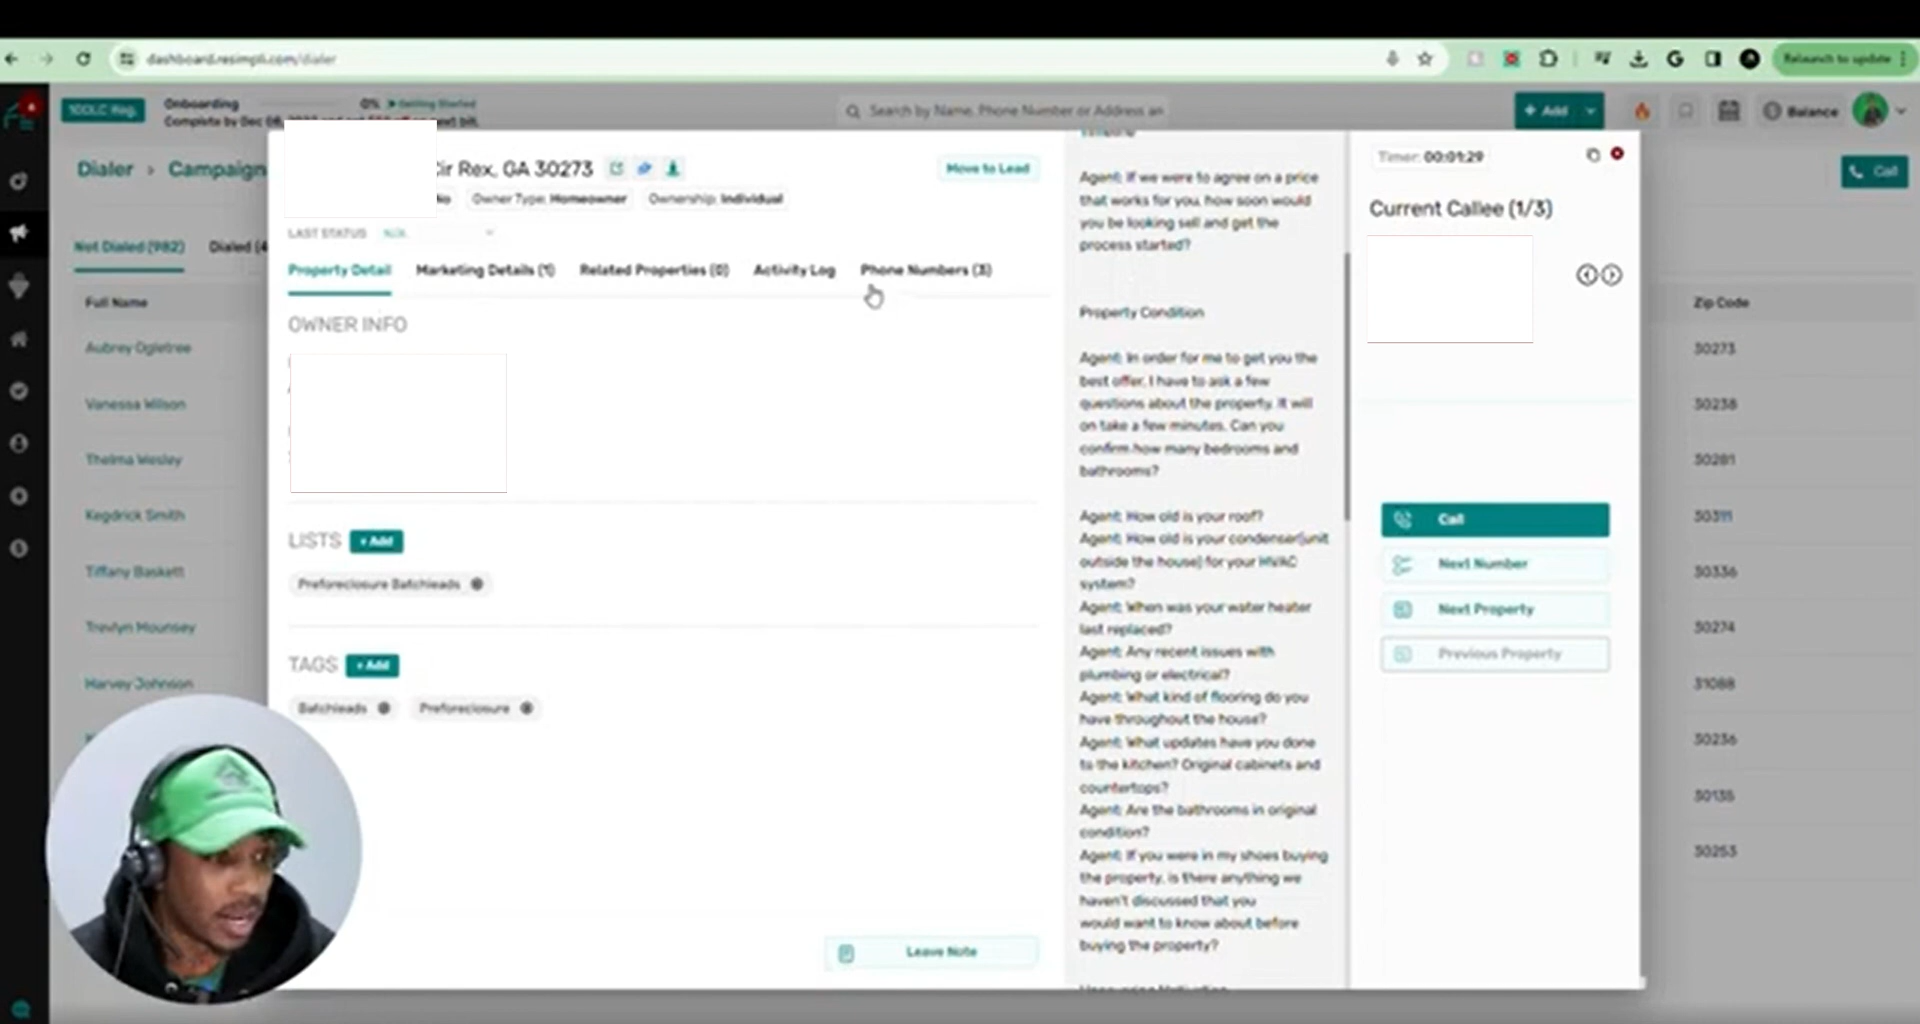 dashboard.resimpli.com/dialer
Relaunch to update
10DLC Reg.
Onboarding 0% Getting Started
Complete by Dec 08, next bill.
Search by Name, Phone Number or Address an
+ Add
Balance
Dialer > Campaign
Call
Not Dialed (982) Dialed (4
Full Name
Zip Code
Aubrey Ogletree
30273
Vanessa Wilson
30238
Thelma Wesley
30281
Kegdrick Smith
30311
Tiffany Baskett
30336
Trevlyn Mounsey
30274
Harvey Johnson
31088
30236
30135
30253
Cir Rex, GA 30273
Move to Lead
No Owner Type: Homeowner Ownership: Individual
LAST STATUS N/A
Property Detail Marketing Details (1) Related Properties (0) Activity Log Phone Numbers (3)
OWNER INFO
LISTS + Add
Preforeclosure Batchleads
TAGS + Add
Batchleads Preforeclosure
Leave Note
Timeline
Agent: If we were to agree on a price
that works for you, how soon would
you be looking sell and get the
process started?
Property Condition
Agent: In order for me to get you the
best offer, I have to ask a few
questions about the property. It will
on take a few minutes. Can you
confirm how many bedrooms and
bathrooms?
Agent: How old is your roof?
Agent: How old is your condenser(unit
outside the house) for your HVAC
system?
Agent: When was your water heater
last replaced?
Agent: Any recent issues with
plumbing or electrical?
Agent: What kind of flooring do you
have throughout the house?
Agent: What updates have you done
to the kitchen? Original cabinets and
countertops?
Agent: Are the bathrooms in original
condition?
Agent: If you were in my shoes buying
the property, is there anything we
haven't discussed that you
would want to know about before
buying the property?
Uncovering Motivation
Timer: 00:01:29
Current Callee (1/3)
Call
Next Number
Next Property
Previous Property